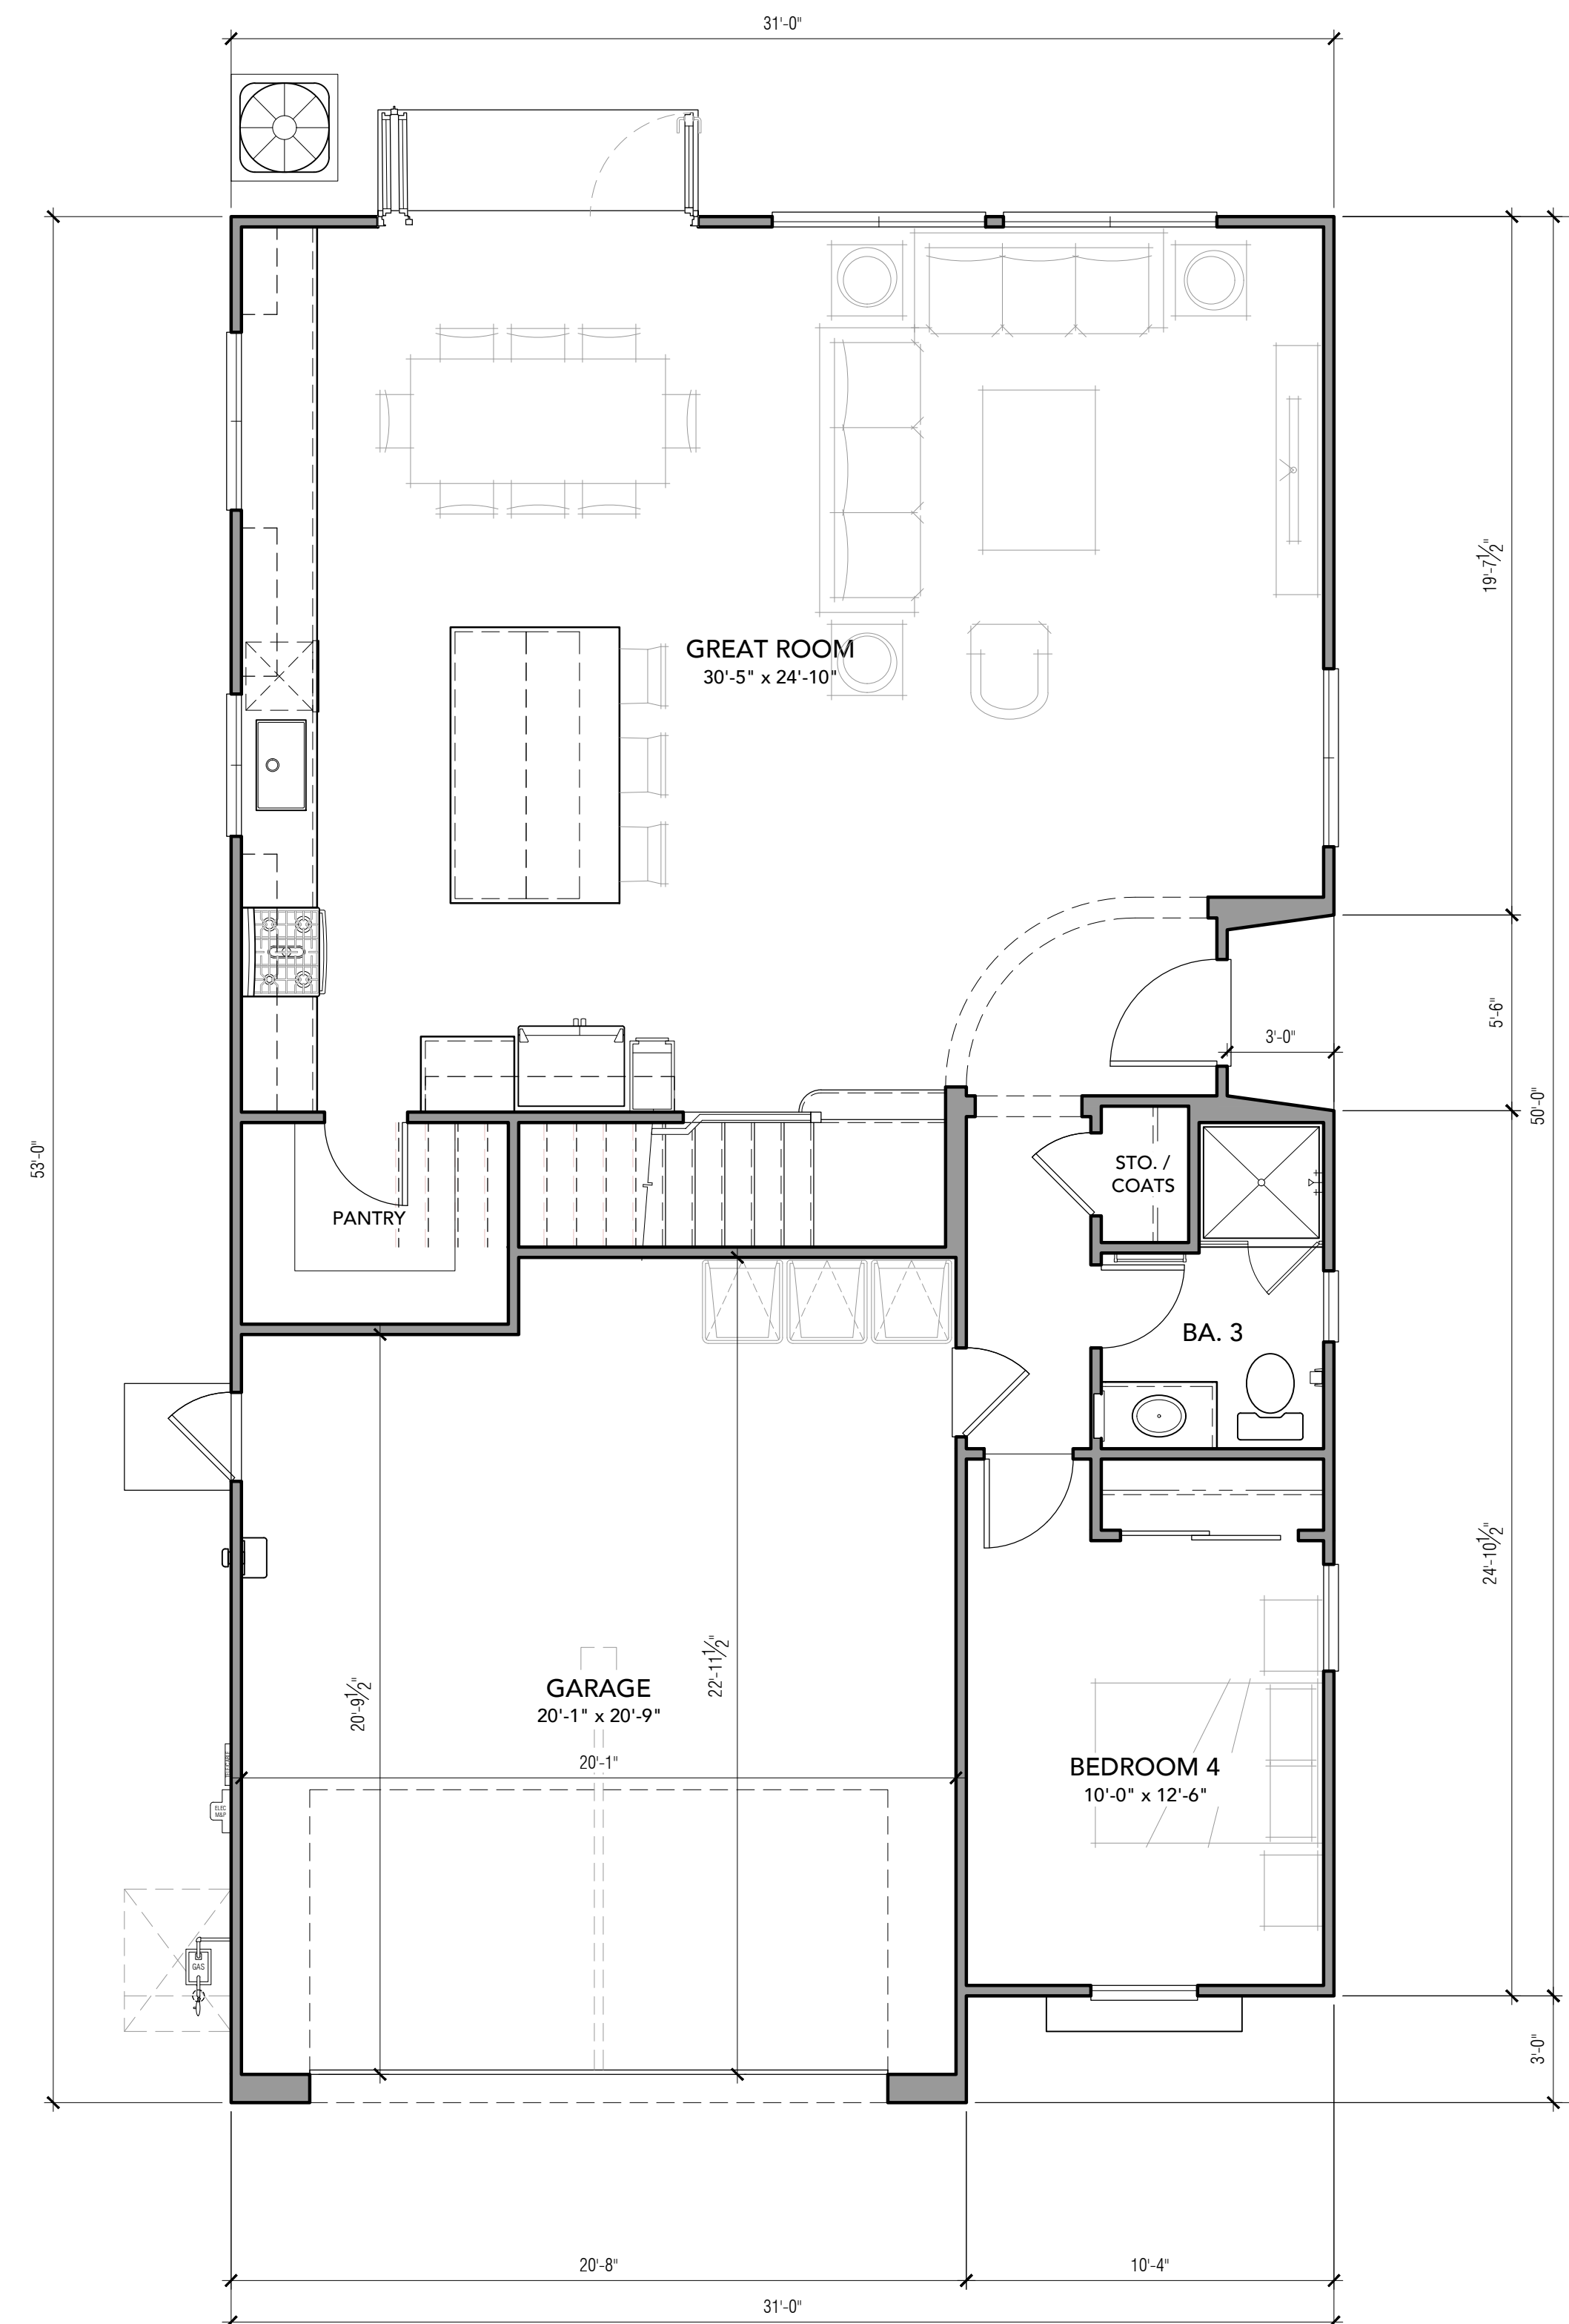 31'-0"
GREAT ROOM
30'-5" x 24'-10"
19'-7½"
5'-6"
3'-0"
50'-0"
53'-0"
STO. /
COATS
PANTRY
BA. 3
24'-10½"
20'-9½"
22'-11½"
GARAGE
20'-1" x 20'-9"
20'-1"
BEDROOM 4
10'-0" x 12'-6"
ELEC
M&P
GAS
3'-0"
20'-8"
10'-4"
31'-0"